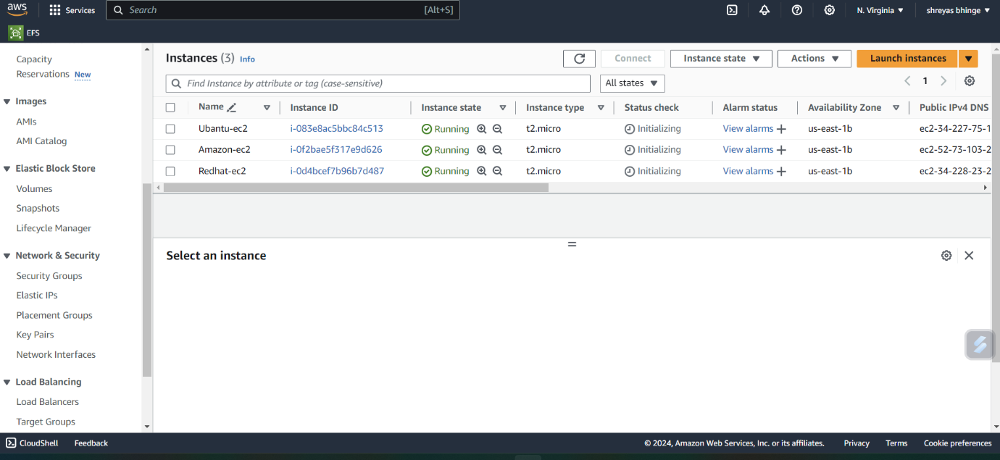 aws Services Search [Alt+S] N. Virginia shreyas bhinge
EFS
Capacity
Reservations New
Images
AMIs
AMI Catalog
Elastic Block Store
Volumes
Snapshots
Lifecycle Manager
Network & Security
Security Groups
Elastic IPs
Placement Groups
Key Pairs
Network Interfaces
Load Balancing
Load Balancers
Target Groups
Instances (3) Info Connect Instance state Actions Launch instances
Find Instance by attribute or tag (case-sensitive) All states 1
Name Instance ID Instance state Instance type Status check Alarm status Availability Zone Public IPv4 DNS
Ubantu-ec2 i-083e8ac5bbc84c513 Running t2.micro Initializing View alarms us-east-1b ec2-34-227-75-1
Amazon-ec2 i-0f2bae5f317e9d626 Running t2.micro Initializing View alarms us-east-1b ec2-52-73-103-2
Redhat-ec2 i-0d4bcef7b96b7d487 Running t2.micro Initializing View alarms us-east-1b ec2-34-228-23-2
Select an instance
CloudShell Feedback © 2024, Amazon Web Services, Inc. or its affiliates. Privacy Terms Cookie preferences